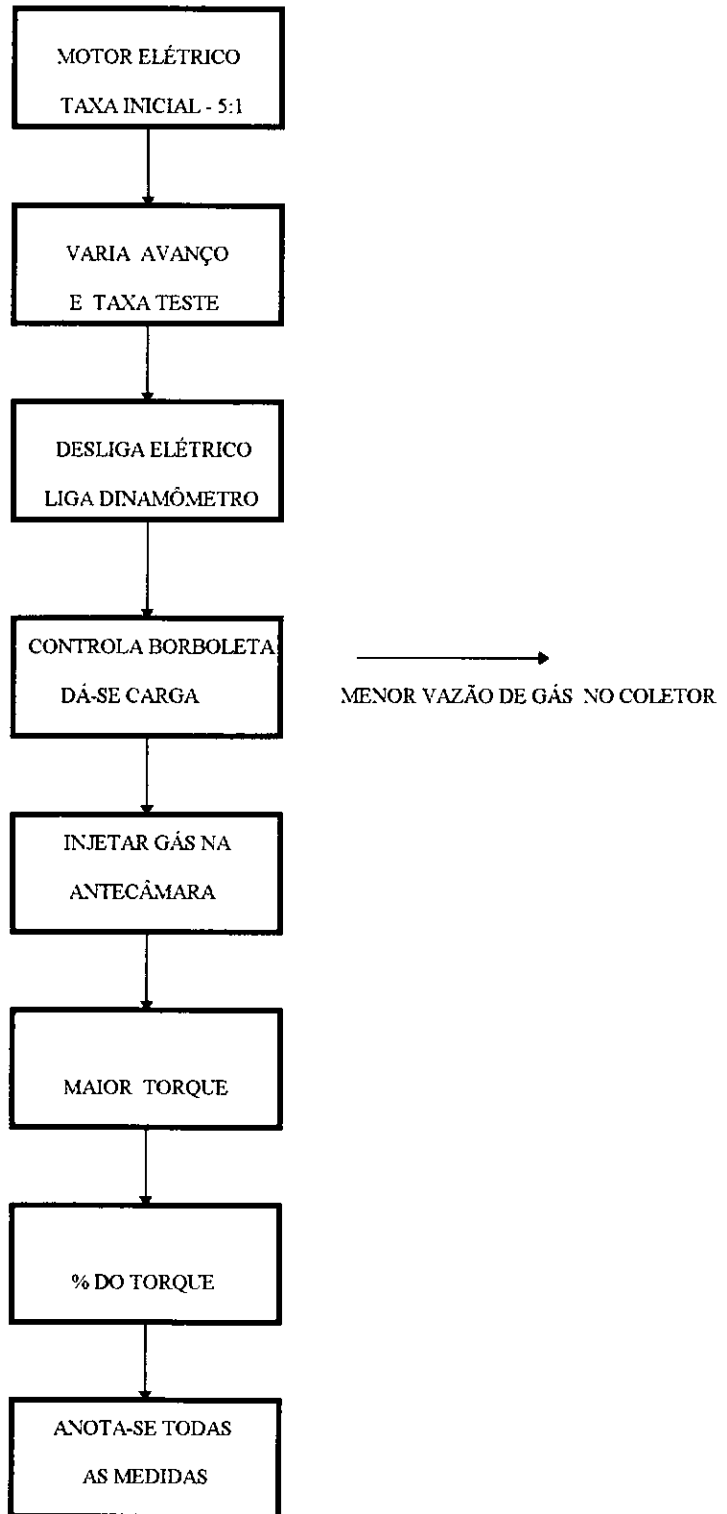 MOTOR ELÉTRICO
TAXA INICIAL - 5:1
VARIA AVANÇO
E TAXA TESTE
DESLIGA ELÉTRICO
LIGA DINAMÔMETRO
CONTROLA BORBOLETA
DÁ-SE CARGA
MENOR VAZÃO DE GÁS NO COLETOR
INJETAR GÁS NA
ANTECÂMARA
MAIOR TORQUE
% DO TORQUE
ANOTA-SE TODAS
AS MEDIDAS